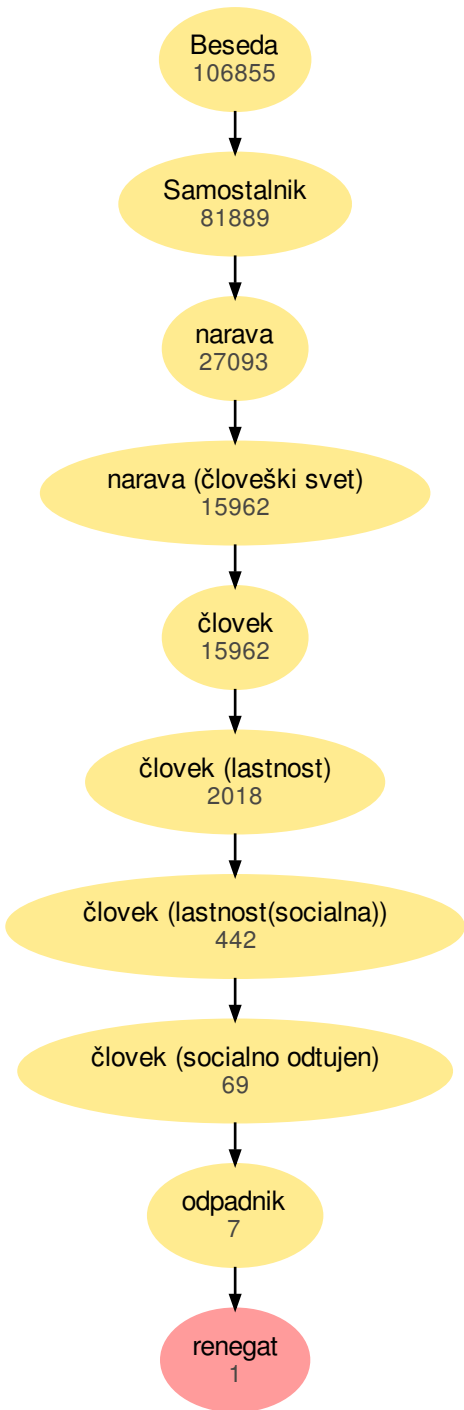 Beseda
106855
Samostalnik
81889
narava
27093
narava (človeški svet)
15962
človek
15962
človek (lastnost)
2018
človek (lastnost(socialna))
442
človek (socialno odtujen)
69
odpadnik
7
renegat
1